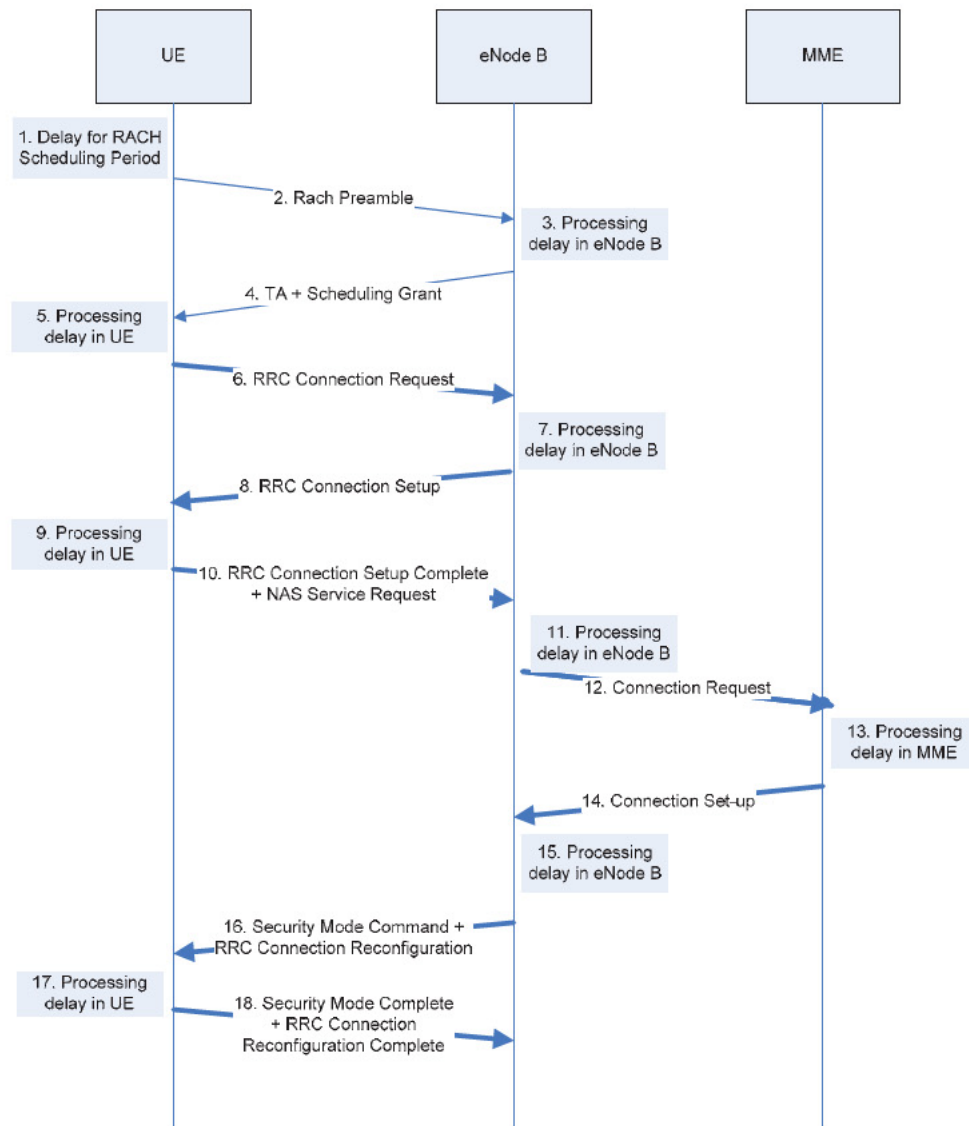 UE
eNode B
MME
1. Delay for RACH
Scheduling Period
2. Rach Preamble
3. Processing
delay in eNode B
4. TA + Scheduling Grant
5. Processing
delay in UE
6. RRC Connection Request
7. Processing
delay in eNode B
8. RRC Connection Setup
9. Processing
delay in UE
10. RRC Connection Setup Complete
+ NAS Service Request
11. Processing
delay in eNode B
12. Connection Request
13. Processing
delay in MME
14. Connection Set-up
15. Processing
delay in eNode B
16. Security Mode Command +
RRC Connection Reconfiguration
17. Processing
delay in UE
18. Security Mode Complete
+ RRC Connection
Reconfiguration Complete